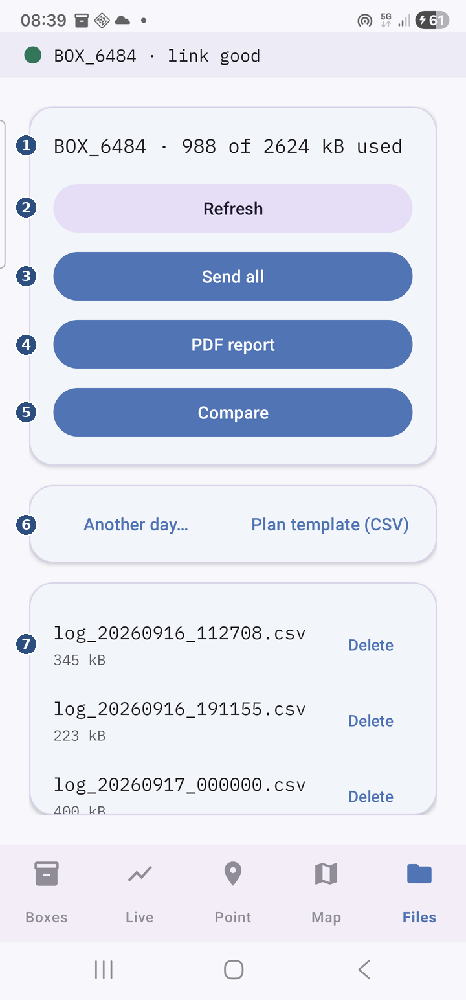 08:39 5G 61
BOX_6484 · link good
1 BOX_6484 · 988 of 2624 kB used
2 Refresh
3 Send all
4 PDF report
5 Compare
6 Another day… Plan template (CSV)
7 log_20260916_112708.csv Delete
345 kB
log_20260916_191155.csv Delete
223 kB
log_20260917_000000.csv Delete
400 kB
Boxes Live Point Map Files